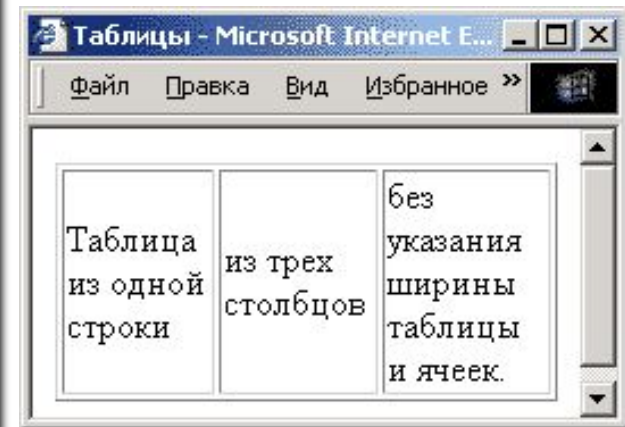 Таблицы - Microsoft Internet E...
Файл Правка Вид Избранное »
Таблица
из одной
строки
из трех
столбцов
без
указания
ширины
таблицы
и ячеек.